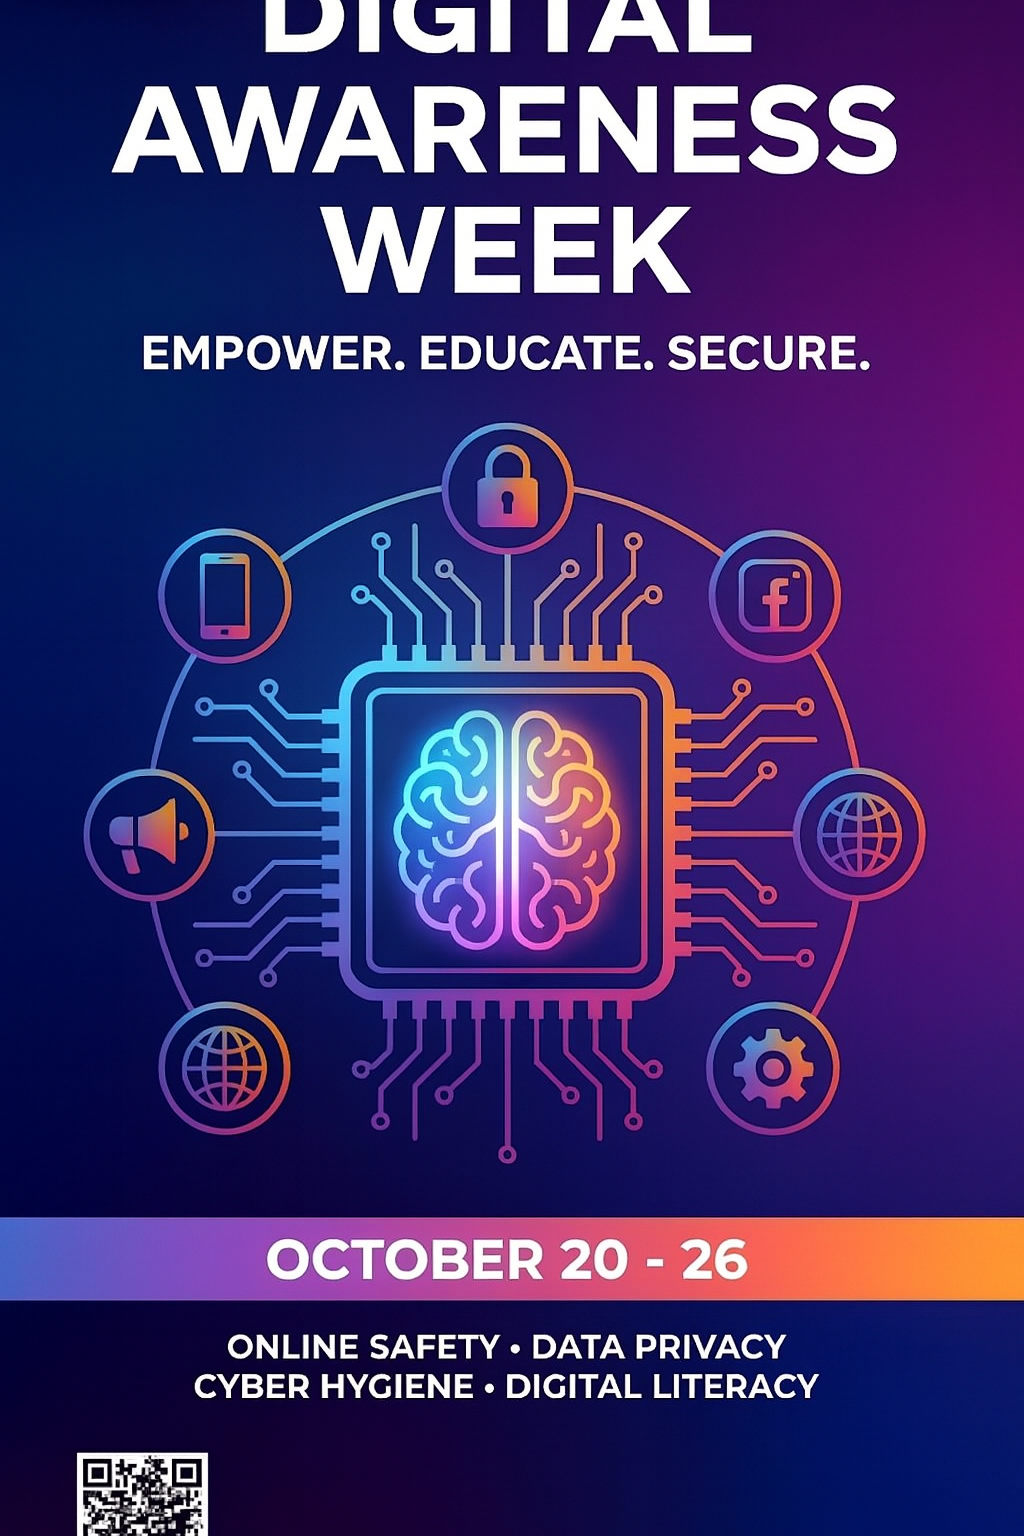 DIGITAL
AWARENESS
WEEK
EMPOWER. EDUCATE. SECURE.
f
OCTOBER 20 - 26
ONLINE SAFETY • DATA PRIVACY
CYBER HYGIENE • DIGITAL LITERACY